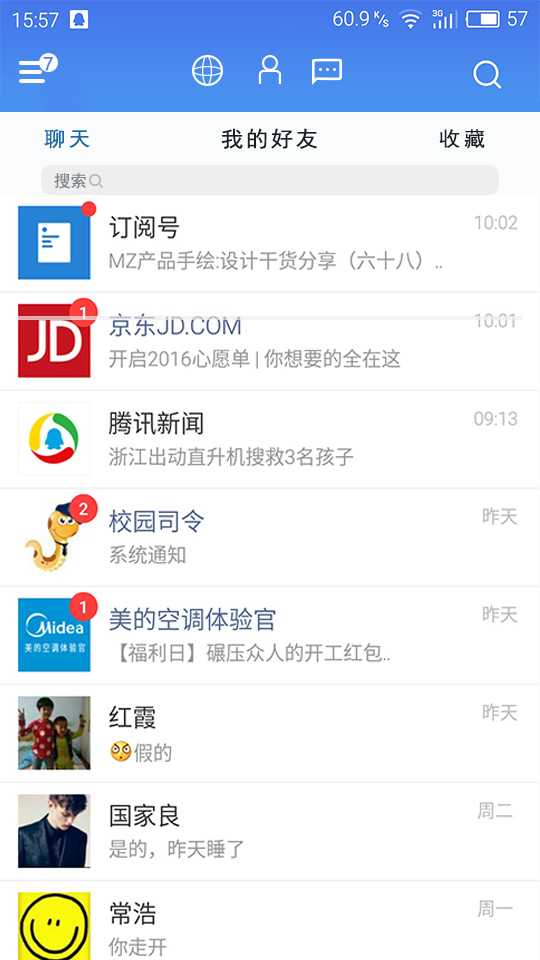 15:57 60.9 K/s 3G 57
7
聊天 我的好友 收藏
搜索
订阅号 10:02
MZ产品手绘:设计干货分享（六十八）..
1
JD 京东JD.COM 10:01
开启2016心愿单 | 你想要的全在这
腾讯新闻 09:13
浙江出动直升机搜救3名孩子
2
校园司令 昨天
系统通知
1
美的空调体验官 昨天
Midea
美的空调体验官
【福利日】碾压众人的开工红包..
红霞 昨天
假的
国家良 周二
是的，昨天睡了
常浩 周一
你走开